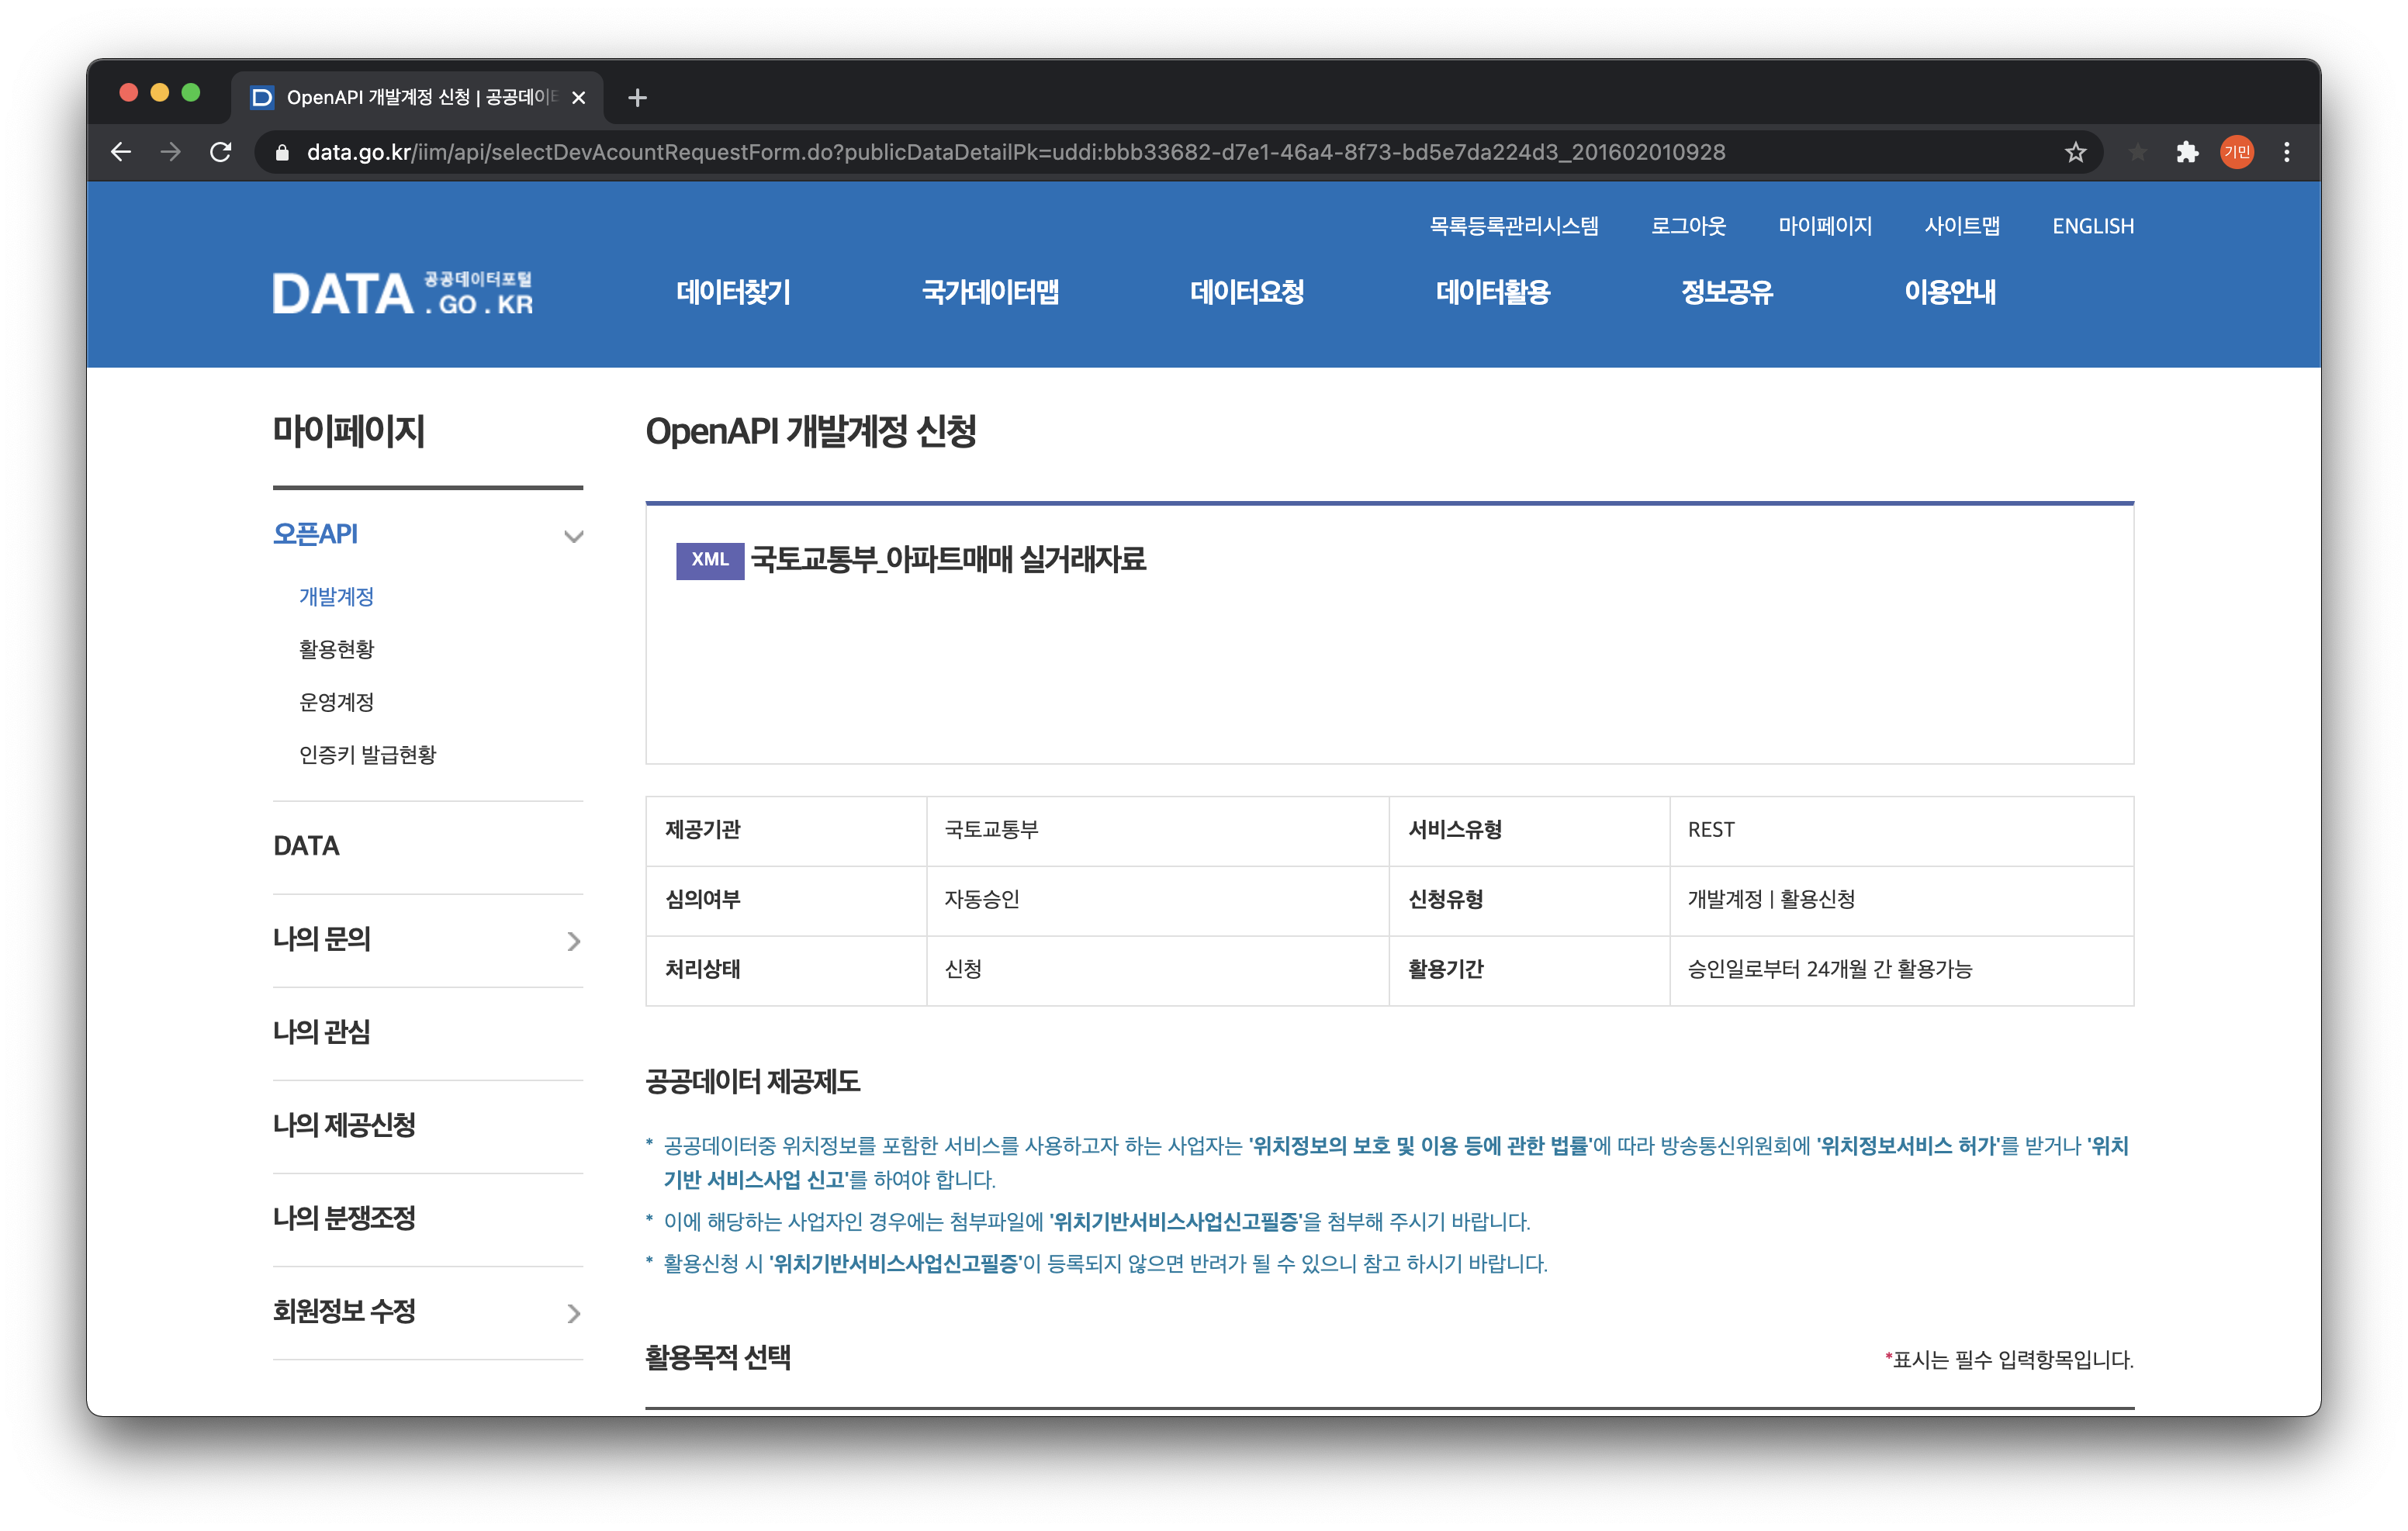 OpenAPI 개발계정 신청 | 공공데이터
data.go.kr/iim/api/selectDevAcountRequestForm.do?publicDataDetailPk=uddi:bbb33682-d7e1-46a4-8f73-bd5e7da224d3_201602010928
기민
목록등록관리시스템 로그아웃 마이페이지 사이트맵 ENGLISH
DATA 공공데이터포털 .GO.KR
데이터찾기 국가데이터맵 데이터요청 데이터활용 정보공유 이용안내
마이페이지
오픈API
개발계정
활용현황
운영계정
인증키 발급현황
DATA
나의 문의
나의 관심
나의 제공신청
나의 분쟁조정
회원정보 수정
OpenAPI 개발계정 신청
XML 국토교통부_아파트매매 실거래자료
제공기관 국토교통부 서비스유형 REST
심의여부 자동승인 신청유형 개발계정 | 활용신청
처리상태 신청 활용기간 승인일로부터 24개월 간 활용가능
공공데이터 제공제도
* 공공데이터중 위치정보를 포함한 서비스를 사용하고자 하는 사업자는 '위치정보의 보호 및 이용 등에 관한 법률'에 따라 방송통신위원회에 '위치정보서비스 허가'를 받거나 '위치
기반 서비스사업 신고'를 하여야 합니다.
* 이에 해당하는 사업자인 경우에는 첨부파일에 '위치기반서비스사업신고필증'을 첨부해 주시기 바랍니다.
* 활용신청 시 '위치기반서비스사업신고필증'이 등록되지 않으면 반려가 될 수 있으니 참고 하시기 바랍니다.
활용목적 선택
*표시는 필수 입력항목입니다.